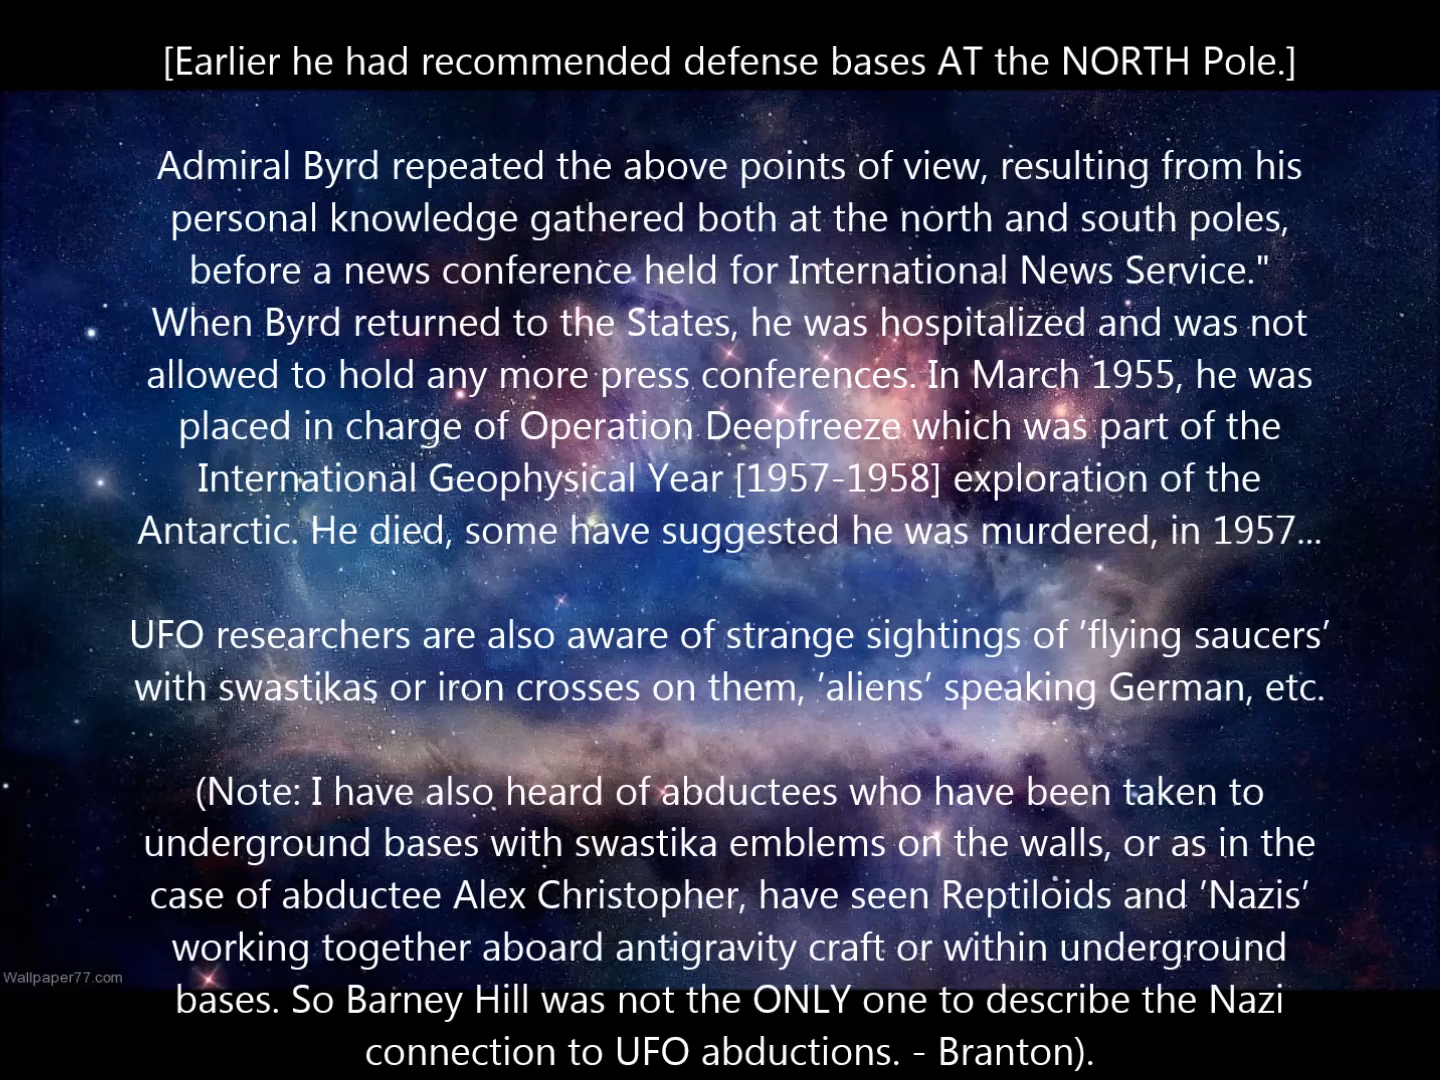 [Earlier he had recommended defense bases AT the NORTH Pole.]
Admiral Byrd repeated the above points of view, resulting from his
personal knowledge gathered both at the north and south poles,
before a news conference held for International News Service."
When Byrd returned to the States, he was hospitalized and was not
allowed to hold any more press conferences. In March 1955, he was
placed in charge of Operation Deepfreeze which was part of the
International Geophysical Year [1957-1958] exploration of the
Antarctic. He died, some have suggested he was murdered, in 1957...
UFO researchers are also aware of strange sightings of ‘flying saucers’
with swastikas or iron crosses on them, ‘aliens’ speaking German, etc.
(Note: I have also heard of abductees who have been taken to
underground bases with swastika emblems on the walls, or as in the
case of abductee Alex Christopher, have seen Reptiloids and ‘Nazis’
working together aboard antigravity craft or within underground
Wallpaper77.com
bases. So Barney Hill was not the ONLY one to describe the Nazi
connection to UFO abductions. - Branton).